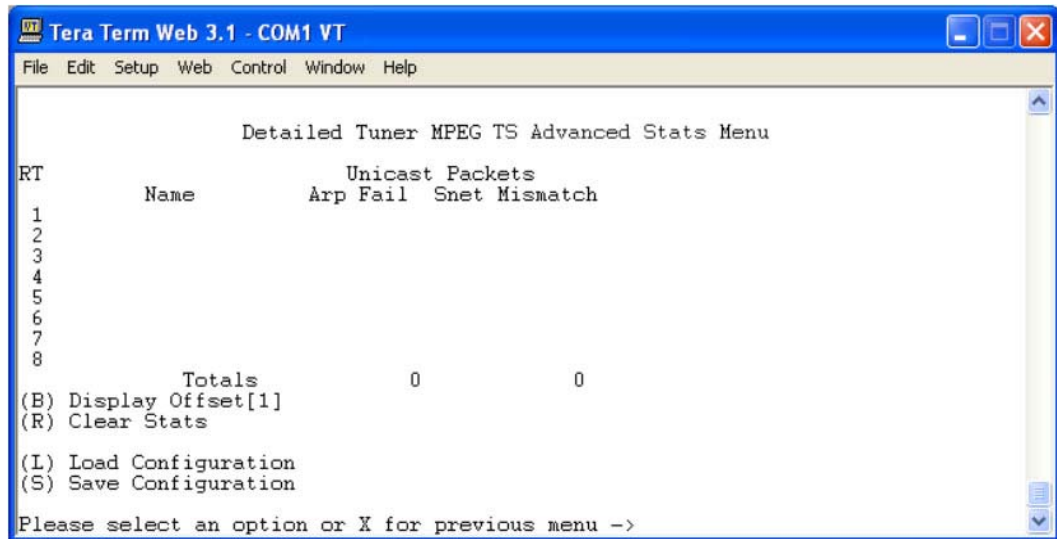 Tera Term Web 3.1 - COM1 VT
File Edit Setup Web Control Window Help
Detailed Tuner MPEG TS Advanced Stats Menu
RT Unicast Packets
Name Arp Fail Snet Mismatch
1
2
3
4
5
6
7
8
Totals 0 0
(B) Display Offset[1]
(R) Clear Stats
(L) Load Configuration
(S) Save Configuration
Please select an option or X for previous menu ->